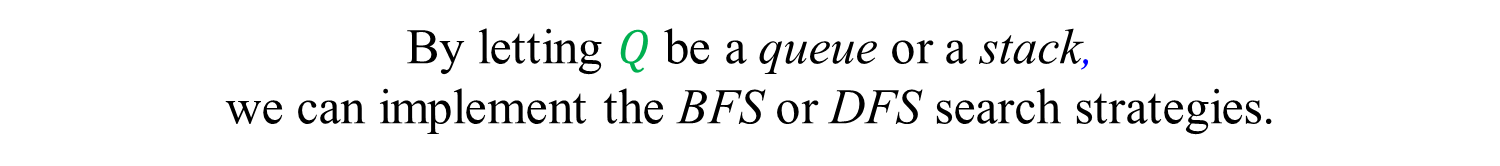 By letting Q be a queue or a stack,
we can implement the BFS or DFS search strategies.